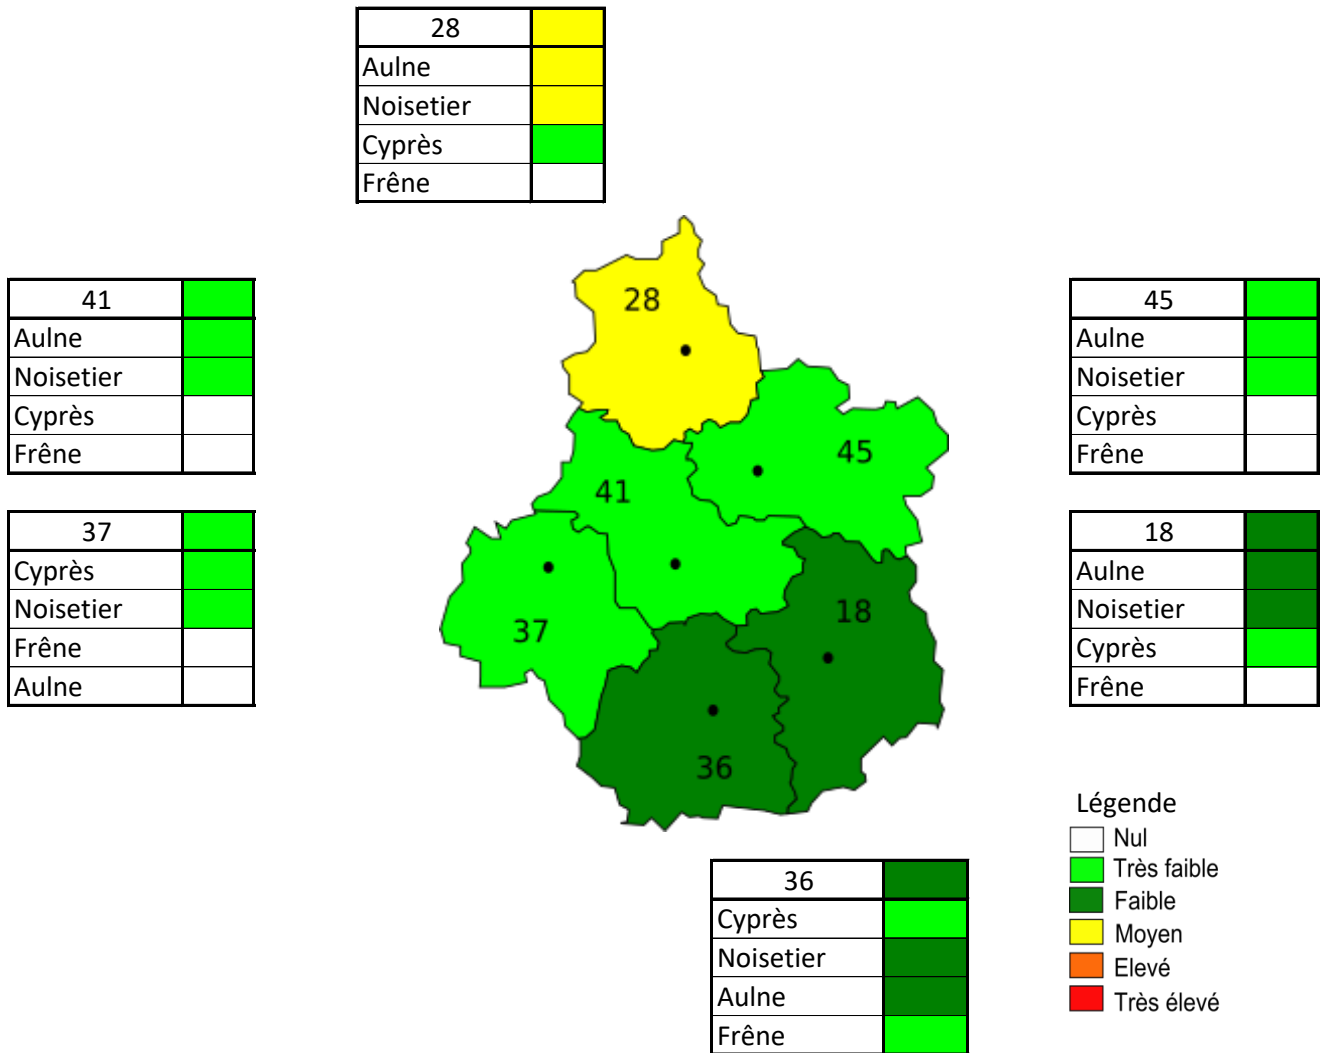 28
Aulne
Noisetier
Cyprès
Frêne
41
Aulne
Noisetier
Cyprès
Frêne
37
Cyprès
Noisetier
Frêne
Aulne
28
45
41
37
18
36
45
Aulne
Noisetier
Cyprès
Frêne
18
Aulne
Noisetier
Cyprès
Frêne
36
Cyprès
Noisetier
Aulne
Frêne
Légende
Nul
Très faible
Faible
Moyen
Elevé
Très élevé